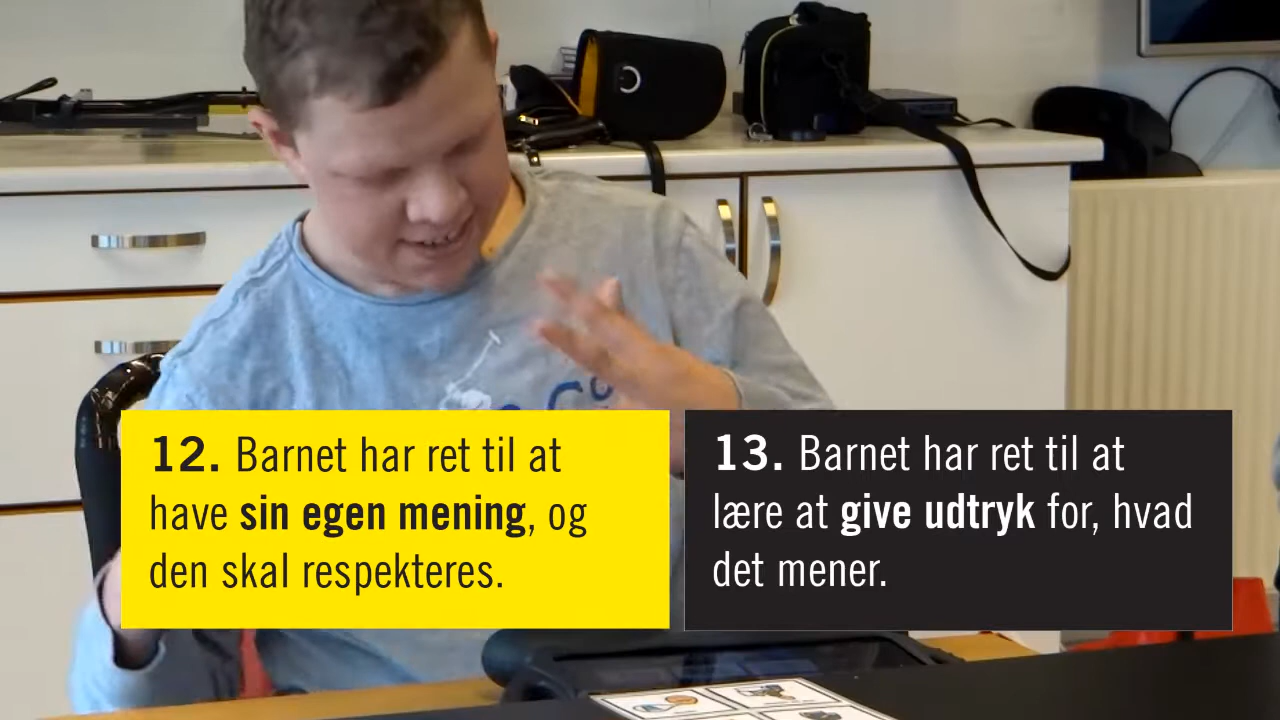 12. Barnet har ret til at
have sin egen mening, og
den skal respekteres.
13. Barnet har ret til at
lære at give udtryk for, hvad
det mener.